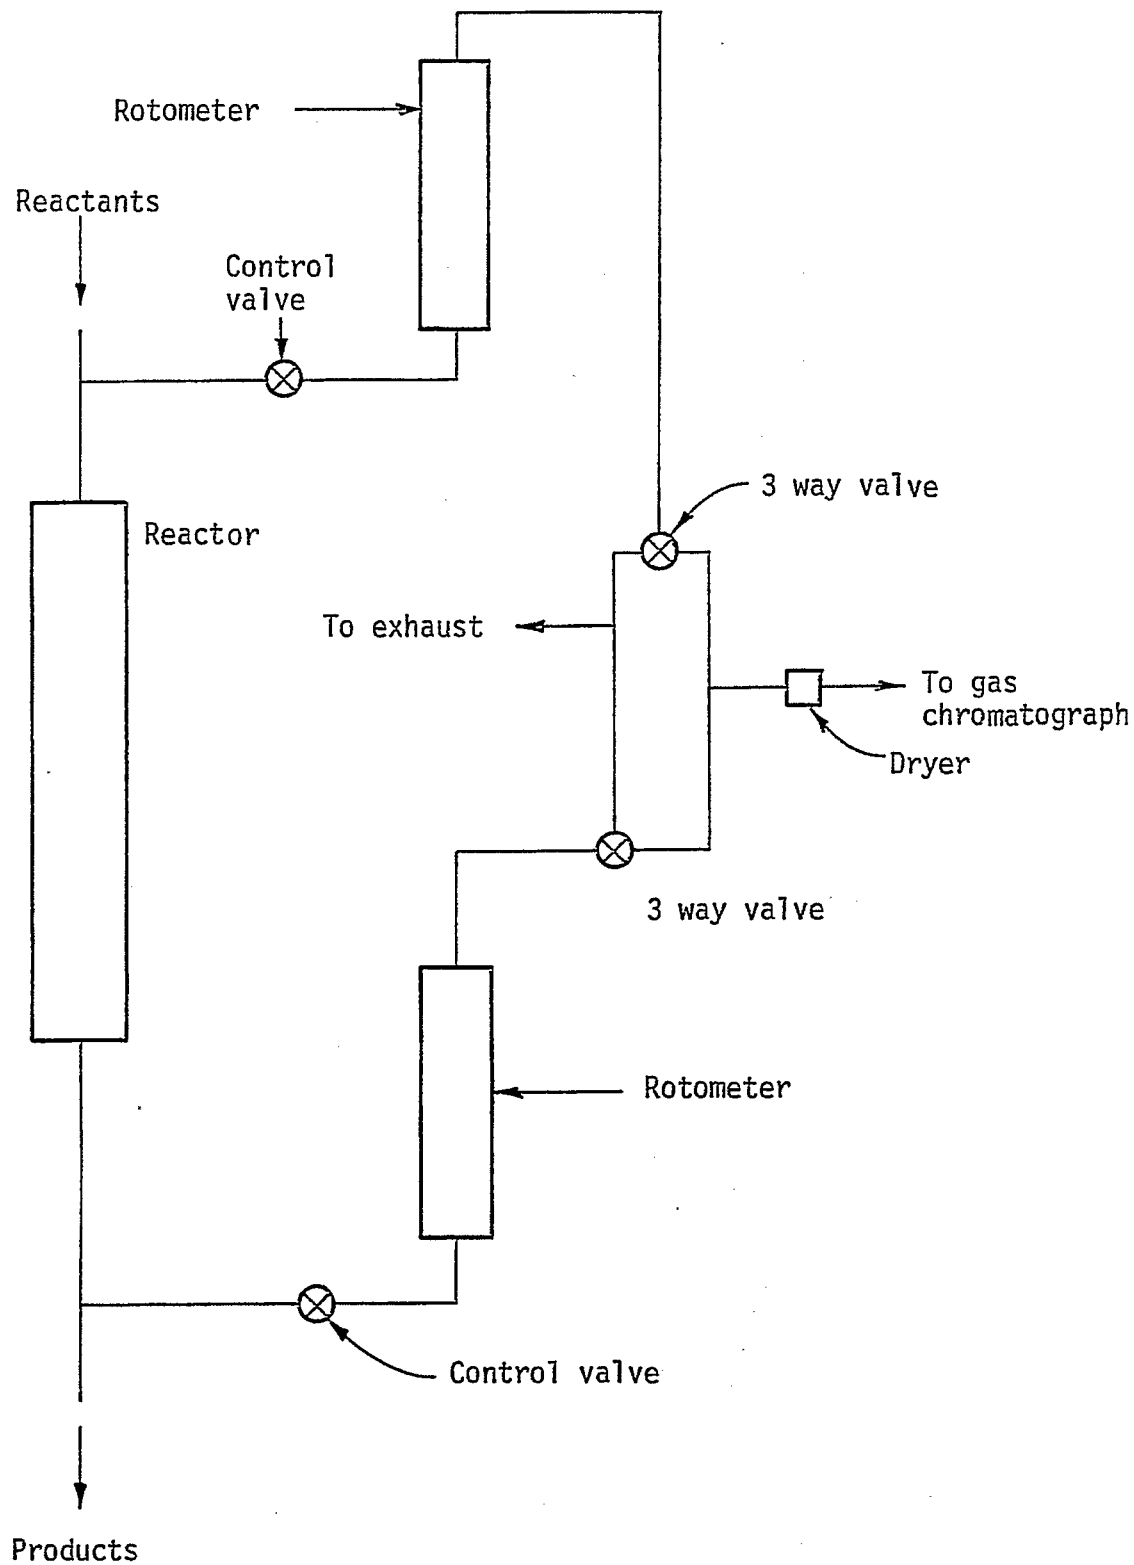 Rotometer
Reactants
Control
valve
3 way valve
Reactor
To exhaust
To gas
chromatograph
Dryer
3 way valve
Rotometer
Control valve
Products